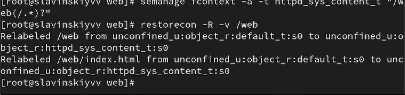 [root@slavinskiyvv web]# semanage fcontext -a -t httpd_sys_content_t "/w
eb(/.*)?"
[root@slavinskiyvv web]# restorecon -R -v /web
Relabeled /web from unconfined_u:object_r:default_t:s0 to unconfined_u:o
bject_r:httpd_sys_content_t:s0
Relabeled /web/index.html from unconfined_u:object_r:default_t:s0 to unc
onfined_u:object_r:httpd_sys_content_t:s0
[root@slavinskiyvv web]#